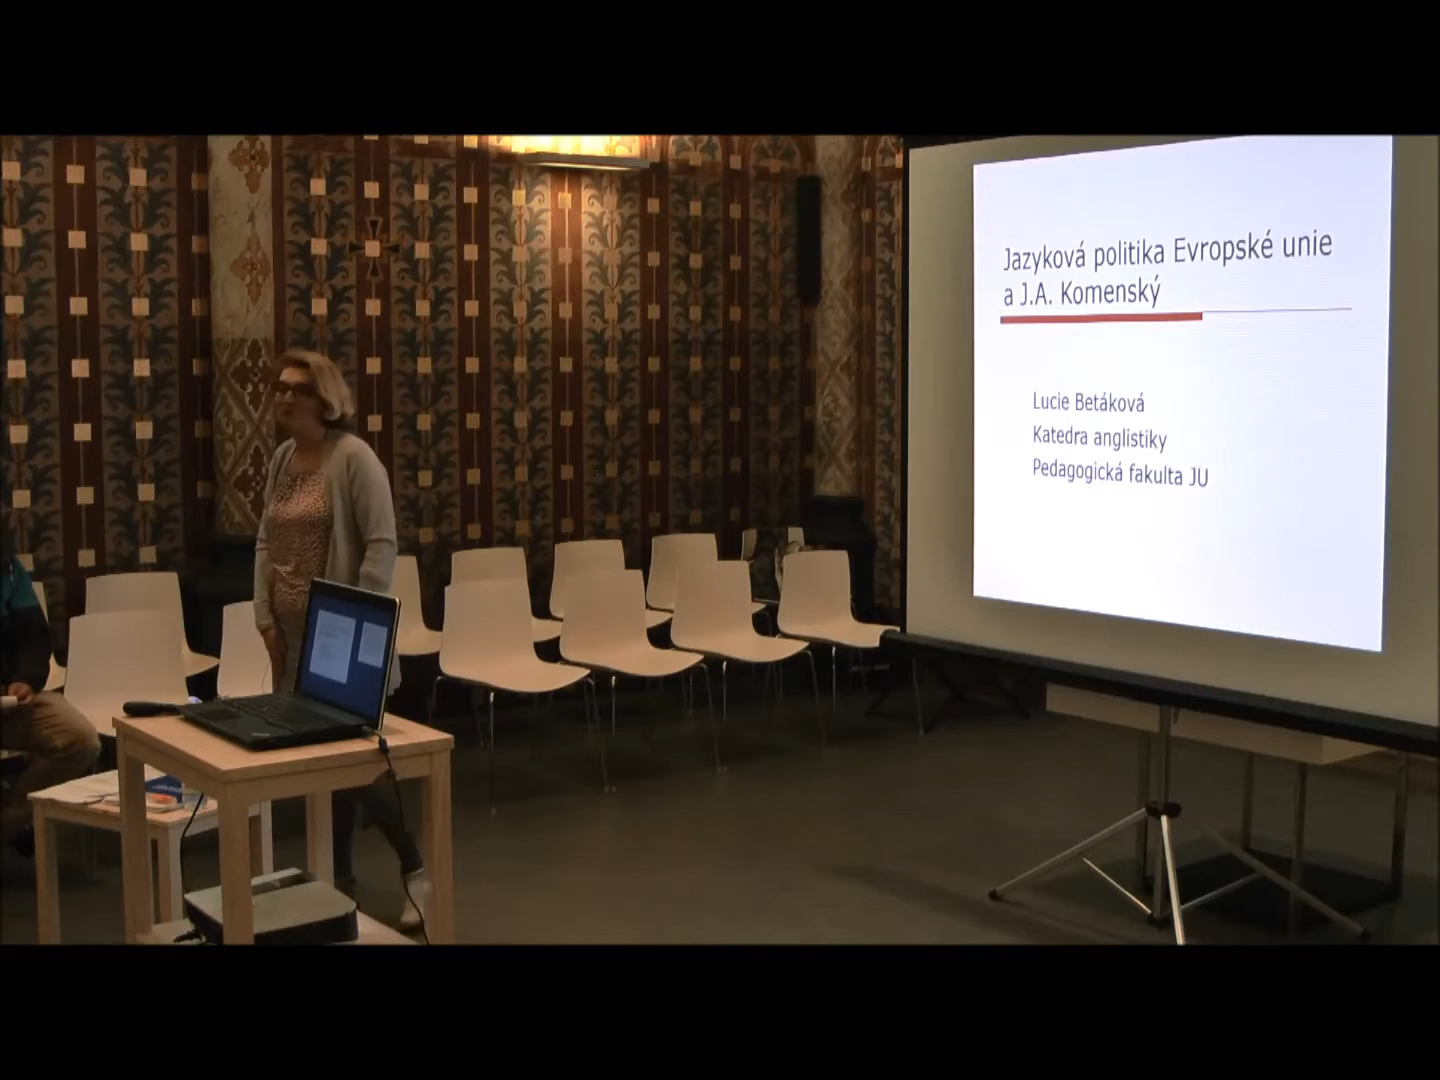 Jazyková politika Evropské unie
a J.A. Komenský
Lucie Betáková
Katedra anglistiky
Pedagogická fakulta JU